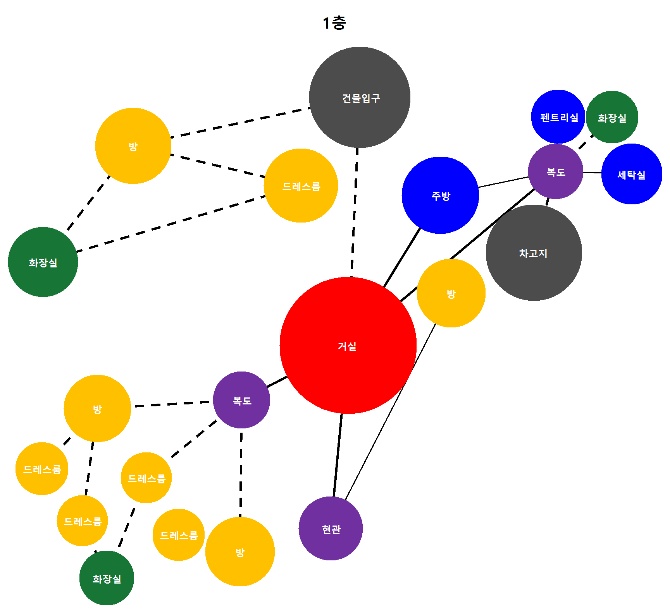 1층
건물입구
펜트리실
화장실
방
복도
세탁실
드레스룸
주방
차고지
화장실
방
거실
복도
방
드레스룸
드레스룸
드레스룸
현관
드레스룸
방
화장실